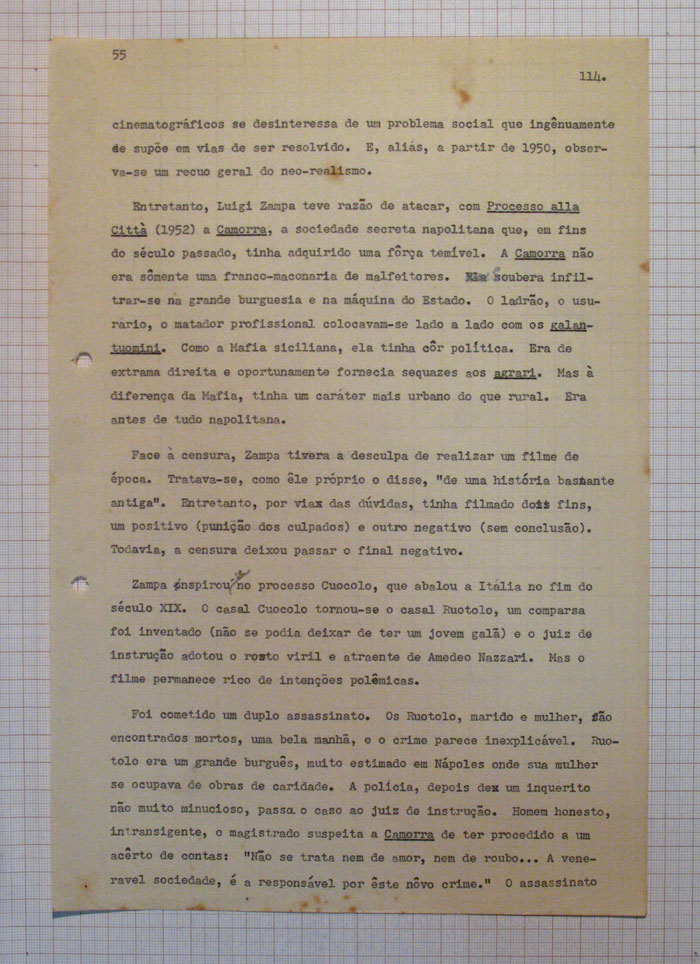 55
114.
cinematográficos se desinteressa de um problema social que ingênuamente
se supõe em vias de ser resolvido. E, aliás, a partir de 1950, obser-
va-se um recuo geral do neo-realismo.
Entretanto, Luigi Zampa teve razão de atacar, com Processo alla
Città (1952) a Camorra, a sociedade secreta napolitana que, em fins
do século passado, tinha adquirido uma fôrça temível. A Camorra não
era sômente uma franco-maconaria de malfeitores. Soubera infil-
trar-se na grande burguesia e na máquina do Estado. O ladrão, o usu-
rário, o matador profissional colocavam-se lado a lado com os galan-
tuomini. Como a Mafia siciliana, ela tinha côr política. Era de
extrama direita e oportunamente fornecia sequazes aos agrari. Mas à
diferença da Mafia, tinha um caráter mais urbano do que rural. Era
antes de tudo napolitana.
Face à censura, Zampa tivera a desculpa de realizar um filme de
época. Tratava-se, como êle próprio o disse, "de uma história bastante
antiga". Entretanto, por via das dúvidas, tinha filmado dois fins,
um positivo (punição dos culpados) e outro negativo (sem conclusão).
Todavia, a censura deixou passar o final negativo.
Zampa inspirou-se no processo Cuocolo, que abalou a Itália no fim do
século XIX. O casal Cuocolo tornou-se o casal Ruotolo, um comparsa
foi inventado (não se podia deixar de ter um jovem galã) e o juiz de
instrução adotou o rosto viril e atraente de Amedeo Nazzari. Mas o
filme permanece rico de intenções polêmicas.
Foi cometido um duplo assassinato. Os Ruotolo, marido e mulher, são
encontrados mortos, uma bela manhã, e o crime parece inexplicável. Ruo-
tolo era um grande burguês, muito estimado em Nápoles onde sua mulher
se ocupava de obras de caridade. A polícia, depois de um inquérito
não muito minucioso, passa o caso ao juiz de instrução. Homem honesto,
intransigente, o magistrado suspeita a Camorra de ter procedido a um
acêrto de contas: "Não se trata nem de amor, nem de roubo... A vene-
ravel sociedade, é a responsável por êste nôvo crime." O assassinato